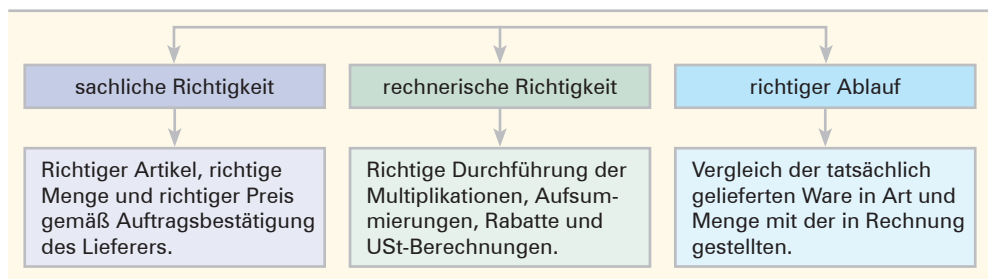 sachliche Richtigkeit
rechnerische Richtigkeit
richtiger Ablauf
Richtiger Artikel, richtige
Menge und richtiger Preis
gemäß Auftragsbestätigung
des Lieferers.
Richtige Durchführung der
Multiplikationen, Aufsum-
mierungen, Rabatte und
USt-Berechnungen.
Vergleich der tatsächlich
gelieferten Ware in Art und
Menge mit der in Rechnung
gestellten.